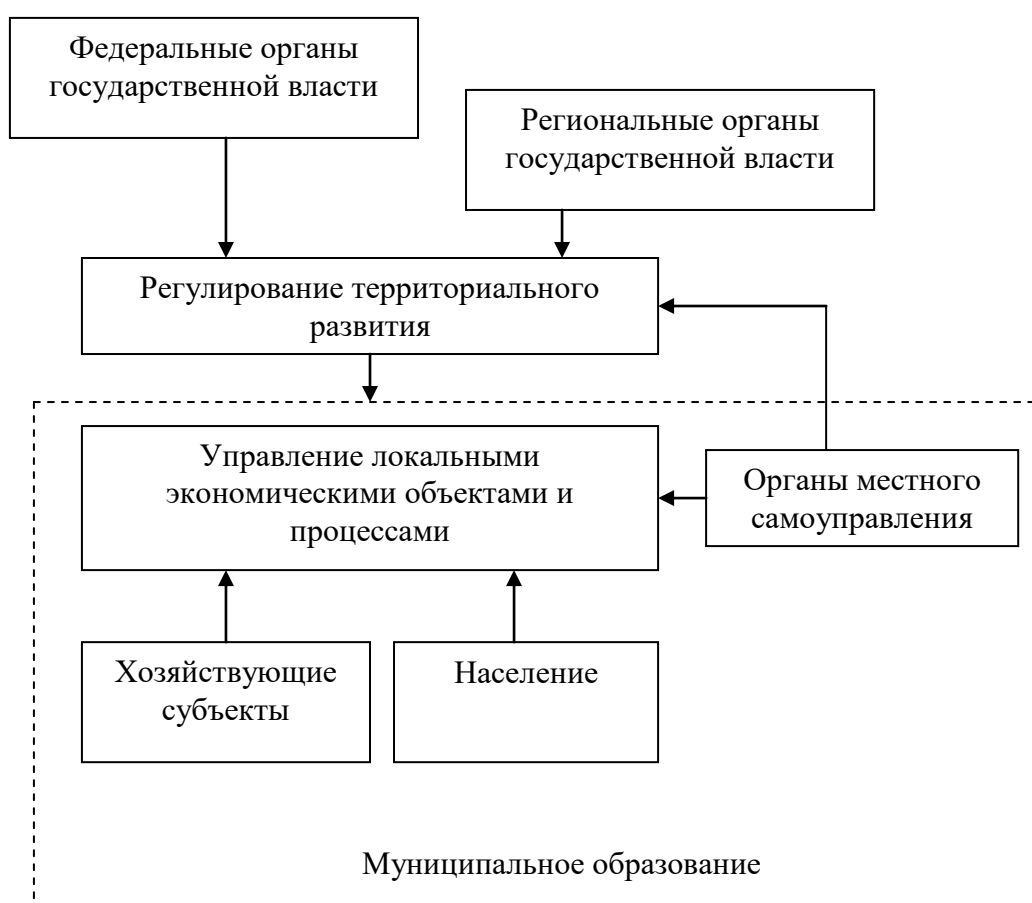 Федеральные органы
государственной власти
Региональные органы
государственной власти
Регулирование территориального
развития
Управление локальными
экономическими объектами и
процессами
Органы местного
самоуправления
Хозяйствующие
субъекты
Население
Муниципальное образование